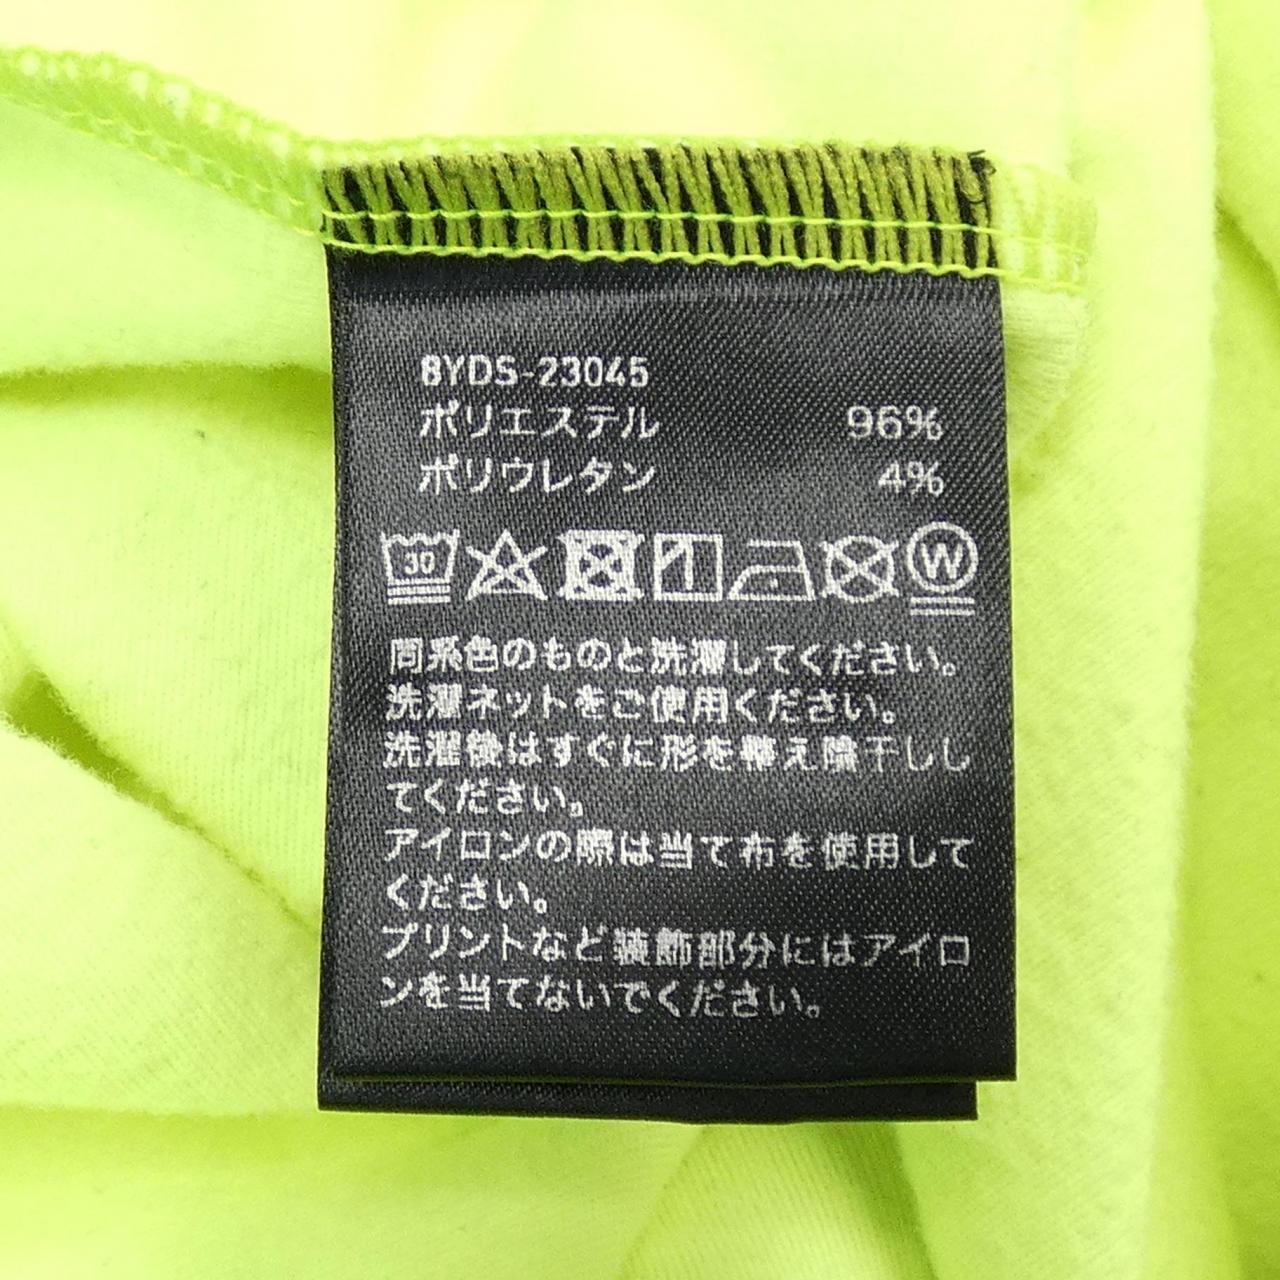 8YDS-23045
ポリエステル 96%
ポリウレタン 4%
30 W
同系色のものと洗濯してください。
洗濯ネットをご使用ください。
洗濯後はすぐに形を整え陰干しし
てください。
アイロンの際は当て布を使用して
ください。
プリントなど装飾部分にはアイロ
ンを当てないでください。